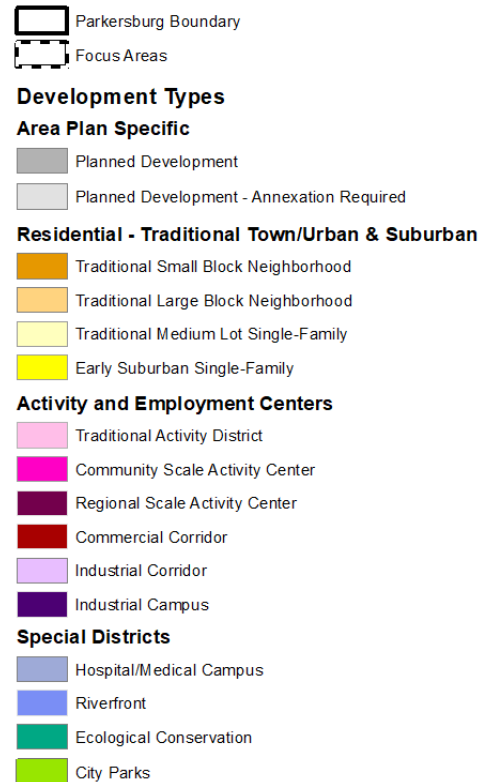 Parkersburg Boundary
Focus Areas
Development Types
Area Plan Specific
Planned Development
Planned Development - Annexation Required
Residential - Traditional Town/Urban & Suburban
Traditional Small Block Neighborhood
Traditional Large Block Neighborhood
Traditional Medium Lot Single-Family
Early Suburban Single-Family
Activity and Employment Centers
Traditional Activity District
Community Scale Activity Center
Regional Scale Activity Center
Commercial Corridor
Industrial Corridor
Industrial Campus
Special Districts
Hospital/Medical Campus
Riverfront
Ecological Conservation
City Parks